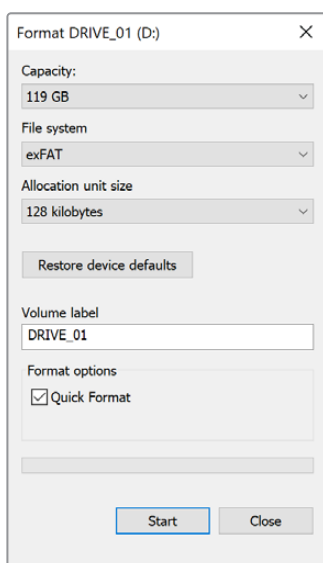 Format DRIVE_01 (D:)
Capacity:
119 GB
File system
exFAT
Allocation unit size
128 kilobytes
Restore device defaults
Volume label
DRIVE_01
Format options
Quick Format
Start Close